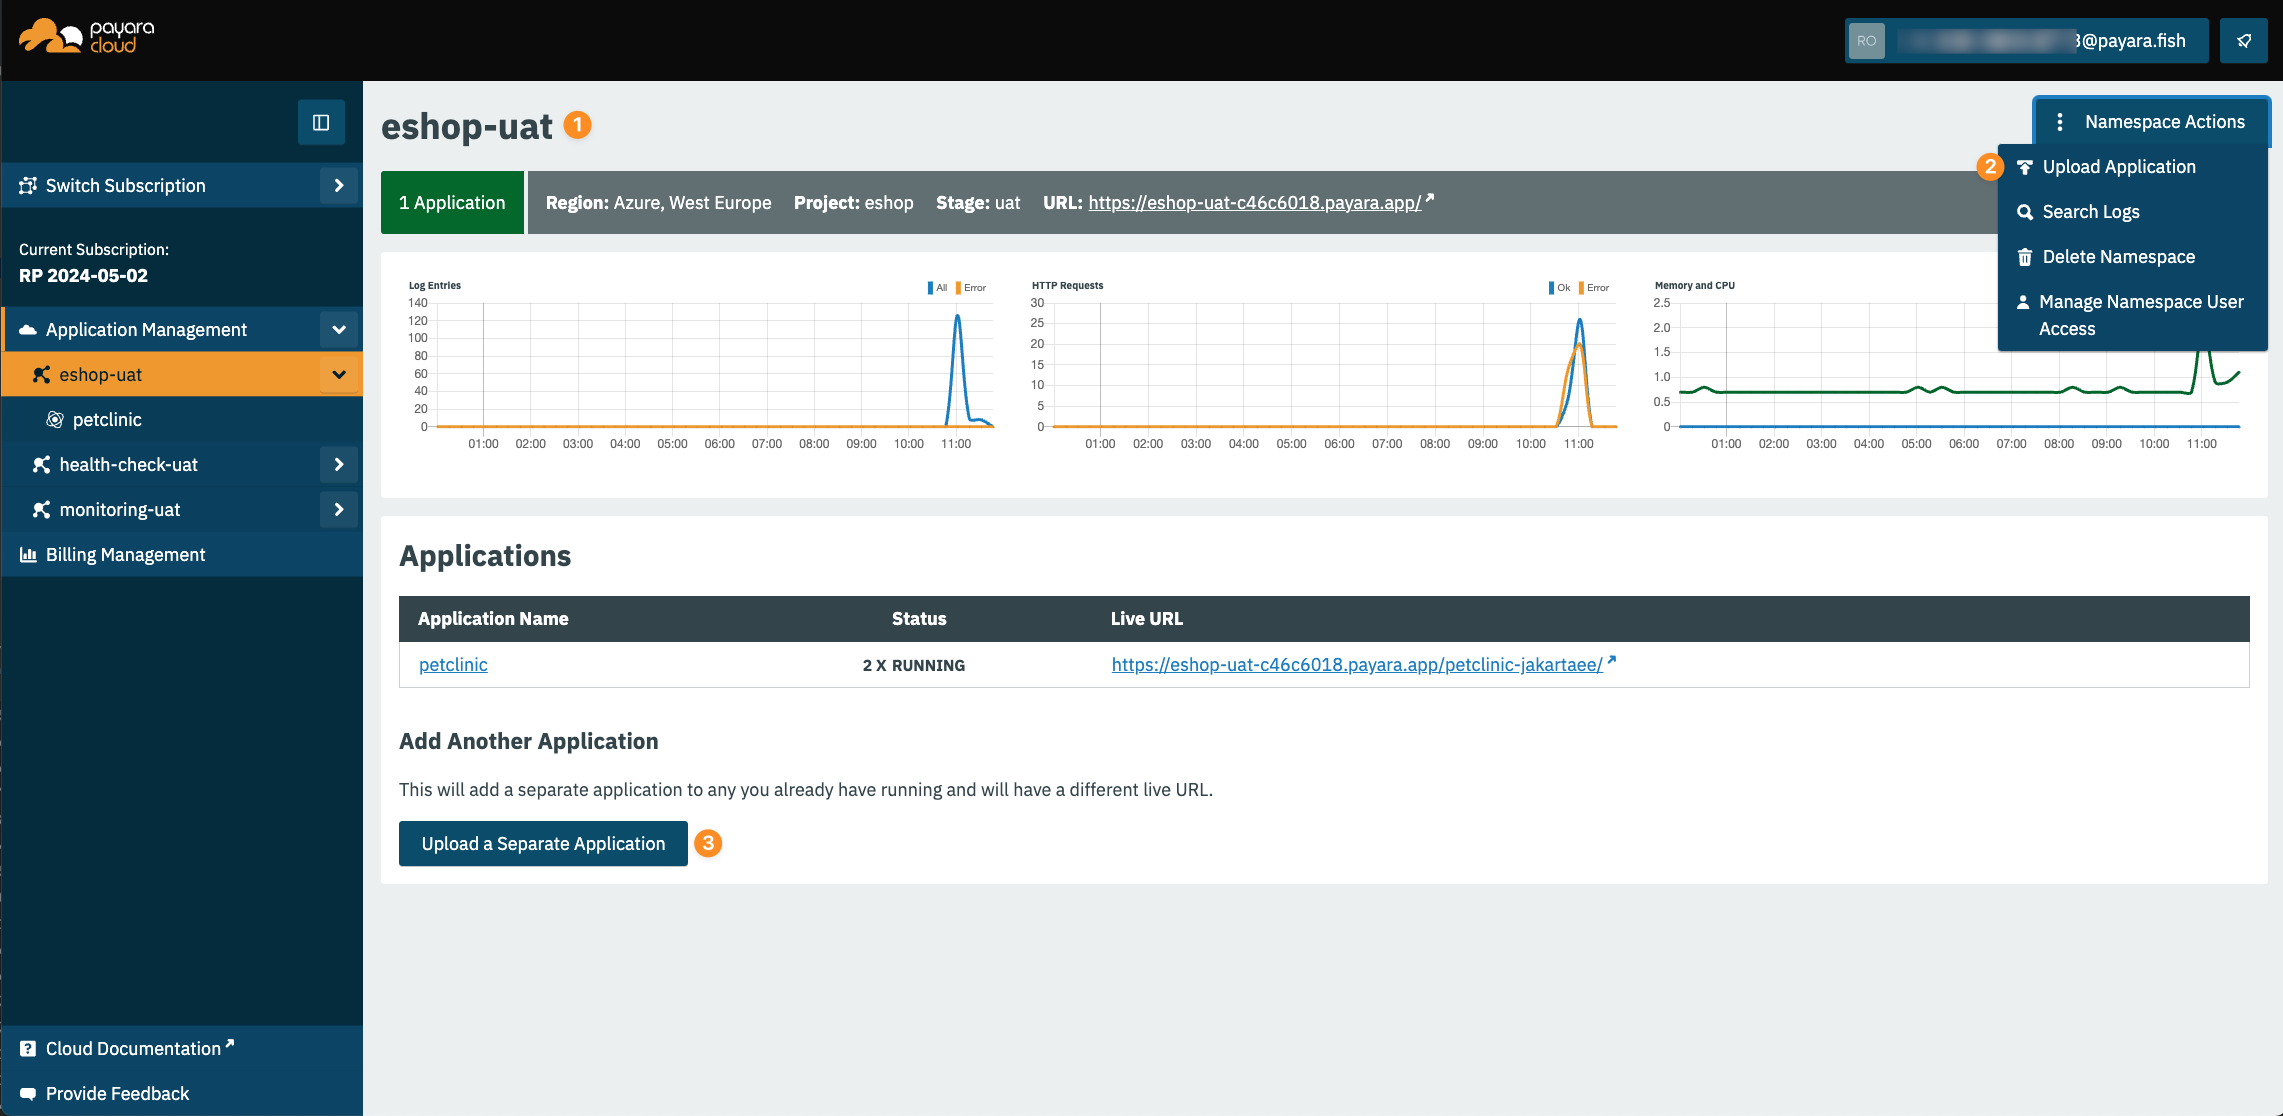 payara
cloud
RO
3@payara.fish
Switch Subscription
Current Subscription:
RP 2024-05-02
Application Management
eshop-uat
petclinic
health-check-uat
monitoring-uat
Billing Management
Cloud Documentation
Provide Feedback
eshop-uat 1
Namespace Actions
2 Upload Application
Search Logs
Delete Namespace
Manage Namespace User
Access
1 Application Region: Azure, West Europe Project: eshop Stage: uat URL: https://eshop-uat-c46c6018.payara.app/
Log Entries All Error
140
120
100
80
60
40
20
0
01:00 02:00 03:00 04:00 05:00 06:00 07:00 08:00 09:00 10:00 11:00
HTTP Requests Ok Error
30
25
20
15
10
5
0
01:00 02:00 03:00 04:00 05:00 06:00 07:00 08:00 09:00 10:00 11:00
Memory and CPU
2.5
2.0
1.5
1.0
0.5
0
01:00 02:00 03:00 04:00 05:00 06:00 07:00 08:00 09:00 10:00 11:00
Applications
Application Name Status Live URL
petclinic 2 X RUNNING https://eshop-uat-c46c6018.payara.app/petclinic-jakartaee/
Add Another Application
This will add a separate application to any you already have running and will have a different live URL.
Upload a Separate Application 3